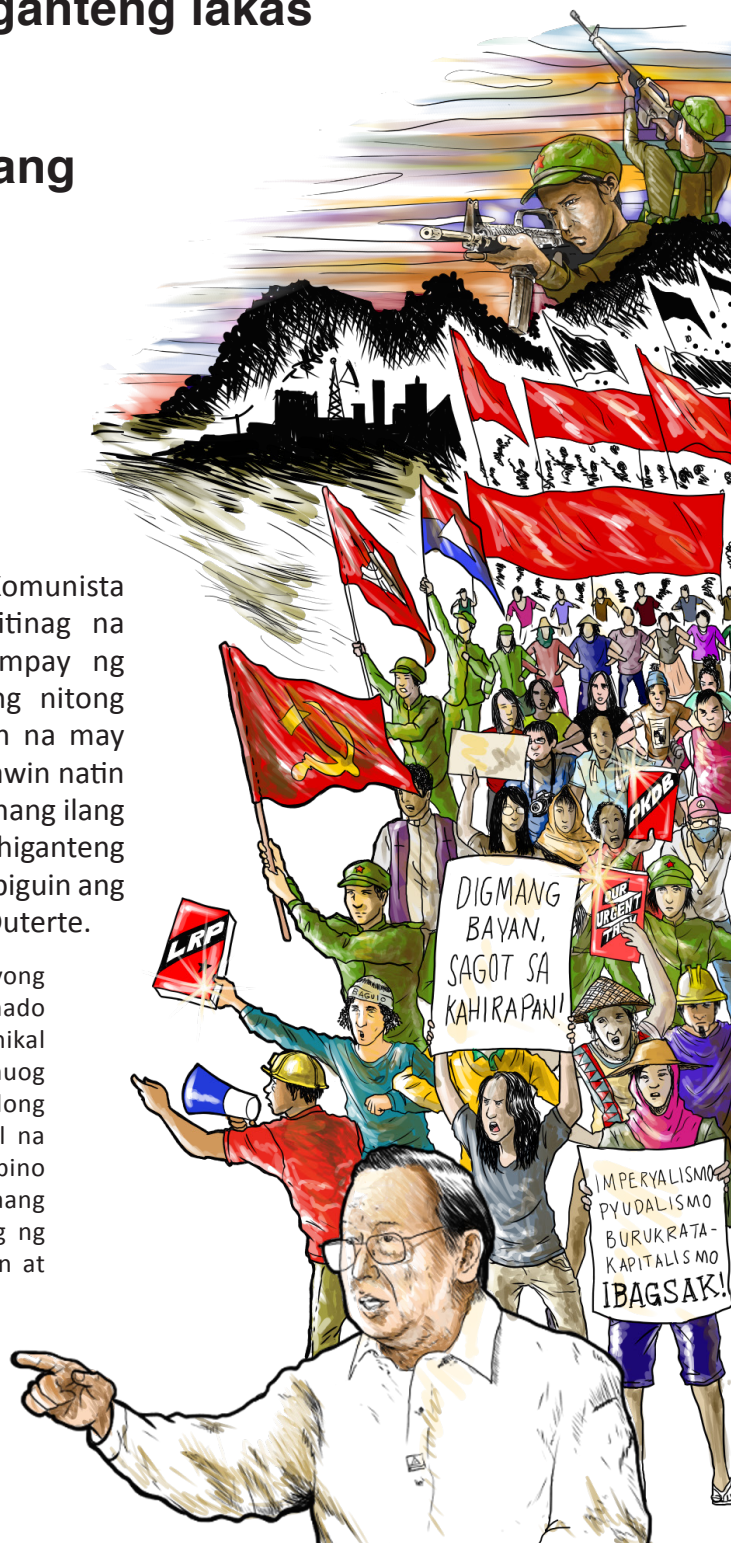 ganteng lakas
ang
Komunista
itinag na
mpay ng
ng nitong
n na may
awin natin
nang ilang
higanteng
biguin ang
Duterte.
yong
nado
nikal
nuog
long
l na
pino
nang
g ng
n at
PKDB
OUR
URGENT
TASK
LRP
BAGUIO
DIGMANG
BAYAN,
SAGOT SA
KAHIRAPAN!
IMPERYALISMO
PYUDALISMO
BURUKRATA-
KAPITALISMO
IBAGSAK!